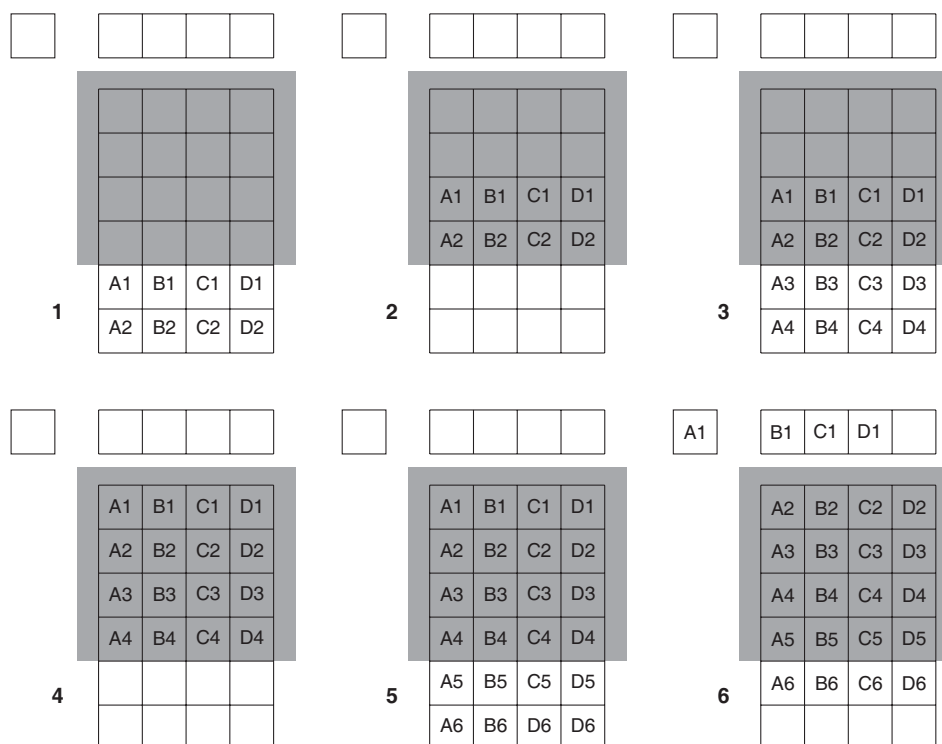 A1 B1 C1 D1 A1 B1 C1 D1
A2 B2 C2 D2 A2 B2 C2 D2
A1 B1 C1 D1 A3 B3 C3 D3
1 2 3
A2 B2 C2 D2 A4 B4 C4 D4
A1 B1 C1 D1
A1 B1 C1 D1 A1 B1 C1 D1 A2 B2 C2 D2
A2 B2 C2 D2 A2 B2 C2 D2 A3 B3 C3 D3
A3 B3 C3 D3 A3 B3 C3 D3 A4 B4 C4 D4
A4 B4 C4 D4 A4 B4 C4 D4 A5 B5 C5 D5
A5 B5 C5 D5 A6 B6 C6 D6
4 5 6
A6 B6 D6 D6